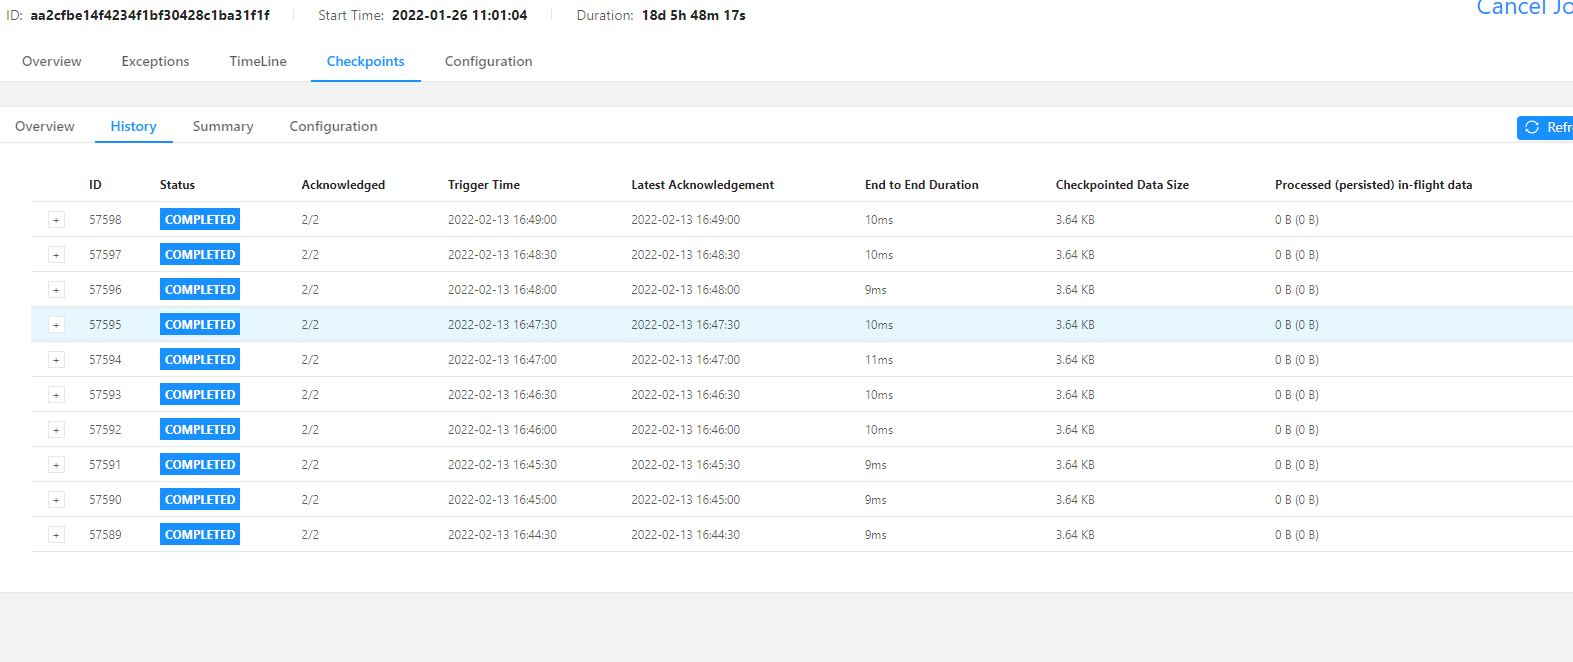 ID: aa2cfbe14f4234f1bf30428c1ba31f1f Start Time: 2022-01-26 11:01:04 Duration: 18d 5h 48m 17s Cancel Jo
Overview Exceptions TimeLine Checkpoints Configuration
Overview History Summary Configuration Refr
ID Status Acknowledged Trigger Time Latest Acknowledgement End to End Duration Checkpointed Data Size Processed (persisted) in-flight data
+ 57598 COMPLETED 2/2 2022-02-13 16:49:00 2022-02-13 16:49:00 10ms 3.64 KB 0 B (0 B)
+ 57597 COMPLETED 2/2 2022-02-13 16:48:30 2022-02-13 16:48:30 10ms 3.64 KB 0 B (0 B)
+ 57596 COMPLETED 2/2 2022-02-13 16:48:00 2022-02-13 16:48:00 9ms 3.64 KB 0 B (0 B)
+ 57595 COMPLETED 2/2 2022-02-13 16:47:30 2022-02-13 16:47:30 10ms 3.64 KB 0 B (0 B)
+ 57594 COMPLETED 2/2 2022-02-13 16:47:00 2022-02-13 16:47:00 11ms 3.64 KB 0 B (0 B)
+ 57593 COMPLETED 2/2 2022-02-13 16:46:30 2022-02-13 16:46:30 10ms 3.64 KB 0 B (0 B)
+ 57592 COMPLETED 2/2 2022-02-13 16:46:00 2022-02-13 16:46:00 10ms 3.64 KB 0 B (0 B)
+ 57591 COMPLETED 2/2 2022-02-13 16:45:30 2022-02-13 16:45:30 9ms 3.64 KB 0 B (0 B)
+ 57590 COMPLETED 2/2 2022-02-13 16:45:00 2022-02-13 16:45:00 9ms 3.64 KB 0 B (0 B)
+ 57589 COMPLETED 2/2 2022-02-13 16:44:30 2022-02-13 16:44:30 9ms 3.64 KB 0 B (0 B)